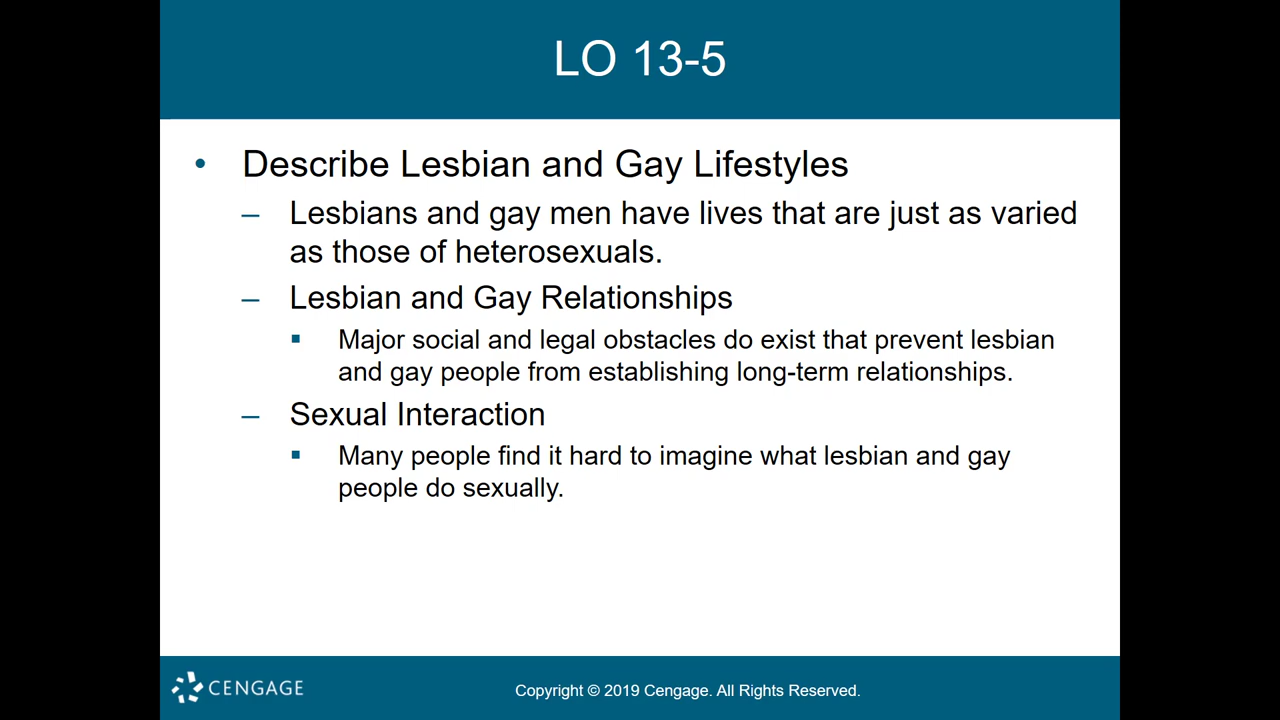 LO 13-5
• Describe Lesbian and Gay Lifestyles
– Lesbians and gay men have lives that are just as varied
as those of heterosexuals.
– Lesbian and Gay Relationships
▪ Major social and legal obstacles do exist that prevent lesbian
and gay people from establishing long-term relationships.
– Sexual Interaction
▪ Many people find it hard to imagine what lesbian and gay
people do sexually.
CENGAGE
Copyright © 2019 Cengage. All Rights Reserved.